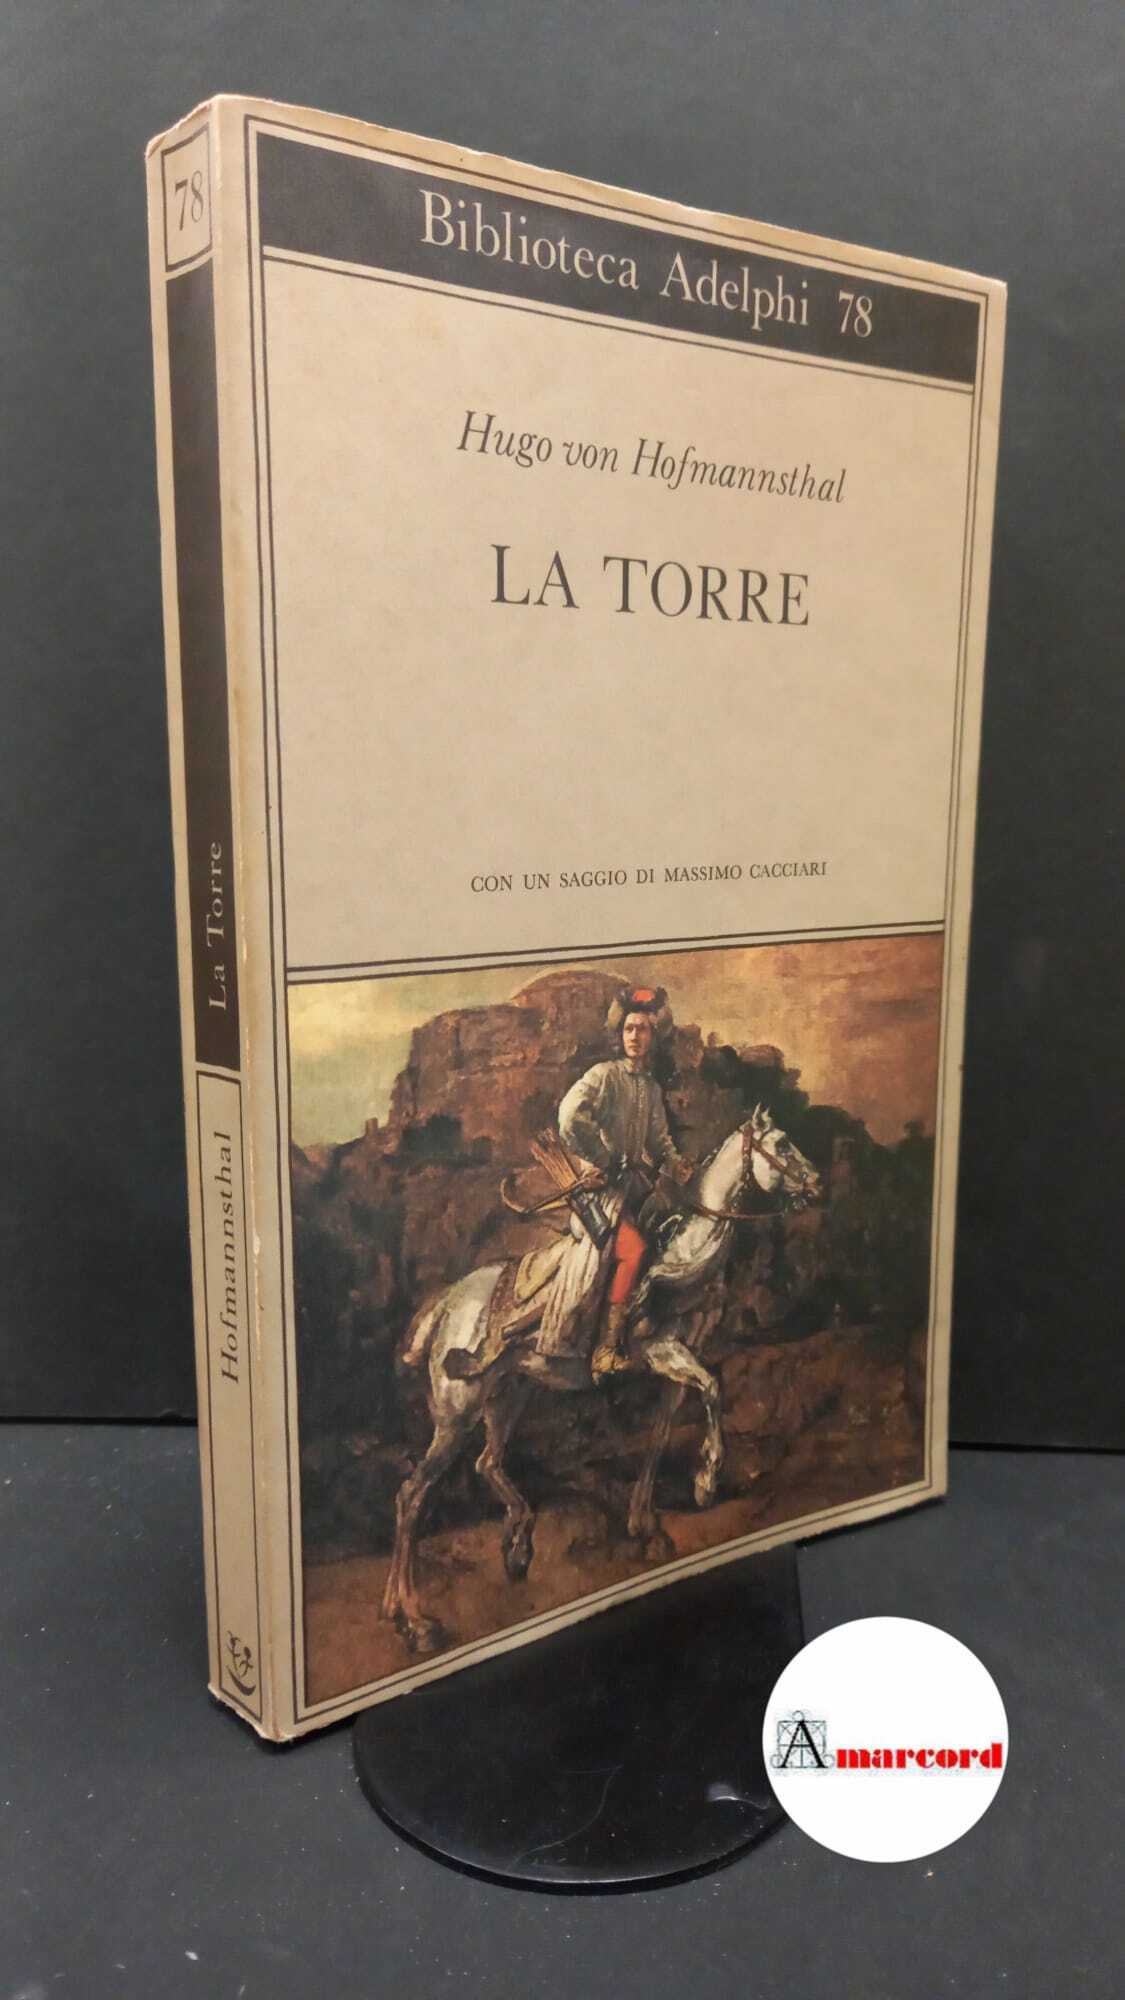 78
La Torre
Hofmannsthal
Biblioteca Adelphi 78
Hugo von Hofmannsthal
LA TORRE
CON UN SAGGIO DI MASSIMO CACCIARI
Amarcord